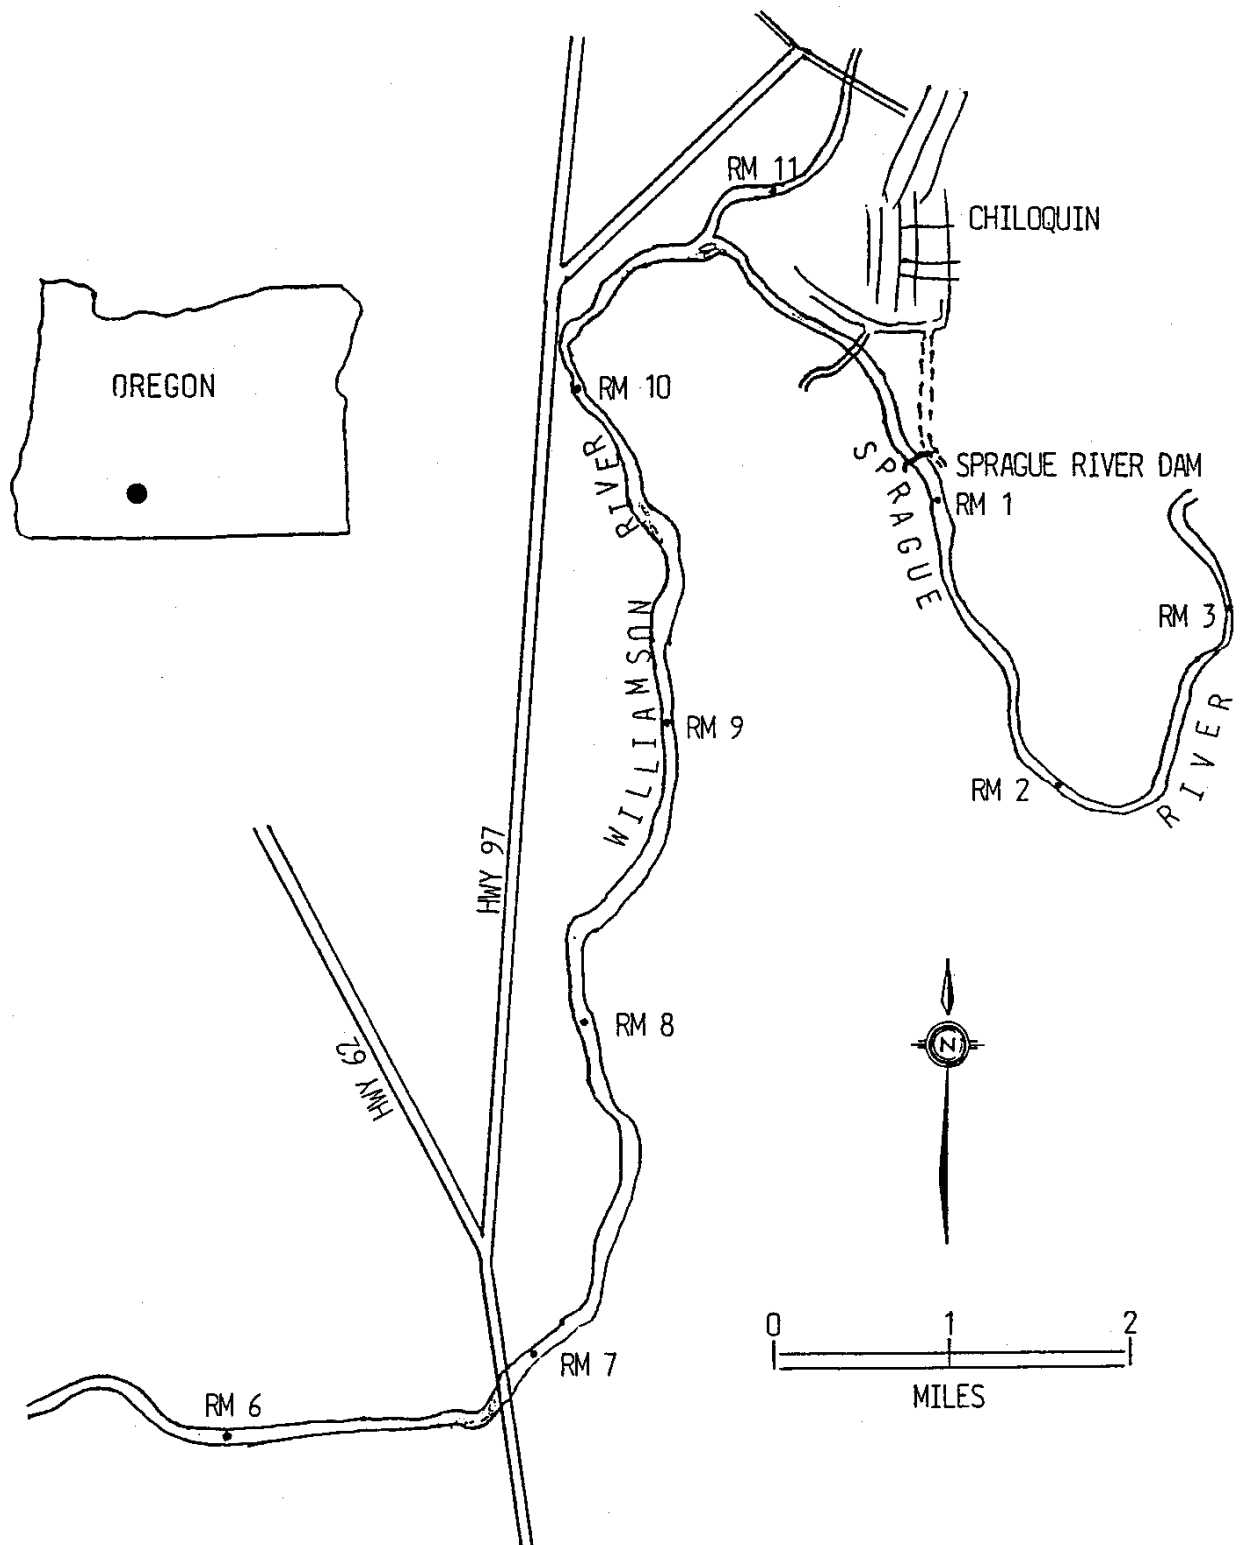 RM 11
CHILOQUIN
OREGON
RM 10
SPRAGUE RIVER DAM
RM 1
SPRAGUE RIVER
WILLIAMSON RIVER
RM 3
RM 9
RM 2
HWY 97
RM 8
HWY 62
N
RM 7
RM 6
0 1 2
MILES